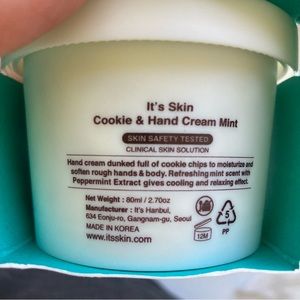 It's Skin
Cookie & Hand Cream Mint
SKIN SAFETY TESTED
CLINICAL SKIN SOLUTION
Hand cream dunked full of cookie chips to moisturize and
soften rough hands & body. Refreshing mint scent with
Peppermint Extract gives cooling and relaxing effect.
Net Weight : 80ml / 2.70oz
Manufacturer : It's Hanbul,
634 Eonju-ro, Gangnam-gu, Seoul
MADE IN KOREA
www.itsskin.com
12M
5
PP